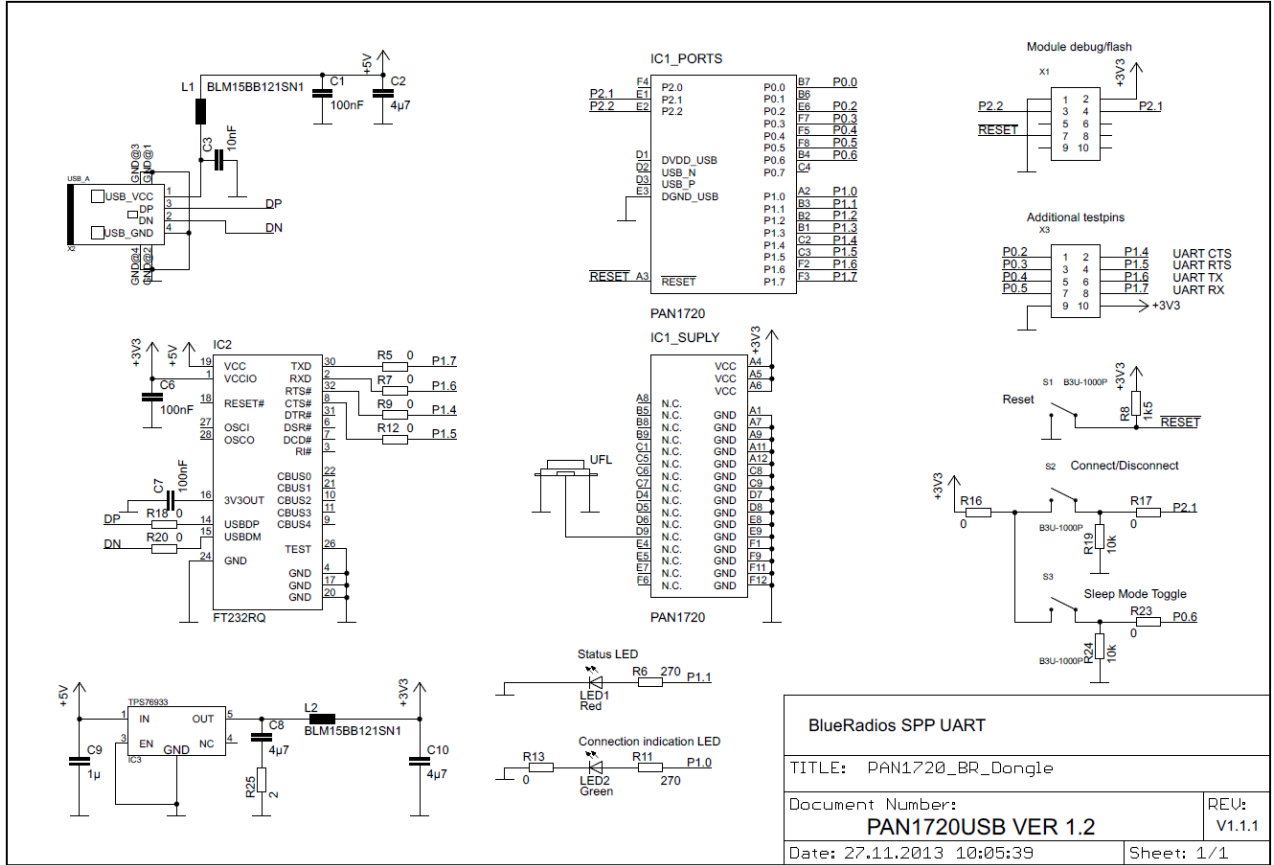 +5V
L1 BLM15BB121SN1
C1
100nF
C2
4µ7
C3
10nF
GND@3
GND@1
USB_A
USB_VCC 1
DP 3 DP
DN 2 DN
USB_GND 4
X2
GND@4
GND@2
IC1_PORTS
F4 P2.0 P0.0 B7 P0.0
P2.1 E1 P2.1 P0.1 B6
P2.2 E2 P2.2 P0.2 E6 P0.2
P0.3 F7 P0.3
P0.4 F5 P0.4
P0.5 F8 P0.5
D1 DVDD_USB P0.6 B4 P0.6
D2 USB_N P0.7 C4
D3 USB_P
E3 DGND_USB P1.0 A2 P1.0
P1.1 B3 P1.1
P1.2 B2 P1.2
P1.3 B1 P1.3
P1.4 C2 P1.4
P1.5 C3 P1.5
P1.6 F2 P1.6
RESET A3 RESET P1.7 F3 P1.7
PAN1720
Module debug/flash
X1
+3V3
1 2
P2.2 3 4 P2.1
5 6
RESET 7 8
9 10
Additional testpins
X3
P0.2 1 2 P1.4 UART CTS
P0.3 3 4 P1.5 UART RTS
P0.4 5 6 P1.6 UART TX
P0.5 7 8 P1.7 UART RX
9 10 +3V3
+3V3
+5V
IC2
C6
100nF
19 VCC TXD 30 R5 0 P1.7
1 VCCIO RXD 2 R7 0 P1.6
RTS# 32 R9 0 P1.4
18 RESET# CTS# 8 R12 0 P1.5
DTR# 31
27 OSCI DSR# 6
28 OSCO DCD# 7
RI# 3
CBUS0 22
CBUS1 21
C7
100nF
16 3V3OUT CBUS2 10
CBUS3 11
DP R18 0 14 USBDP CBUS4 9
DN R20 0 15 USBDM
TEST 26
24 GND
GND 4
GND 17
GND 20
FT232RQ
IC1_SUPLY
+3V3
VCC A4
VCC A5
VCC A6
A8 N.C.
B5 N.C. GND A1
B8 N.C. GND A7
B9 N.C. GND A9
C1 N.C. GND A11
C5 N.C. GND A12
C6 N.C. GND C8
C7 N.C. GND C9
D4 N.C. GND D7
D5 N.C. GND D8
D6 N.C. GND E8
D9 N.C. GND E9
E4 N.C. GND F1
E5 N.C. GND F9
E7 N.C. GND F11
F6 N.C. GND F12
UFL
PAN1720
S1 B3U-1000P
+3V3
Reset
R8
1k5
RESET
S2 Connect/Disconnect
+3V3
R16
0
B3U-1000P
R17
0
P2.1
R19
10k
S3
Sleep Mode Toggle
R23
0
P0.6
B3U-1000P
R24
10k
+5V
TPS76933
1 IN OUT 5
3 EN NC 4
GND
IC3
C9
1µ
C8
4µ7
R25
2
L2
BLM15BB121SN1
+3V3
C10
4µ7
Status LED
R6 270 P1.1
LED1
Red
Connection indication LED
R13
0
R11
270
P1.0
LED2
Green
BlueRadios SPP UART
TITLE: PAN1720_BR_Dongle
Document Number:
PAN1720USB VER 1.2
REV:
V1.1.1
Date: 27.11.2013 10:05:39
Sheet: 1/1